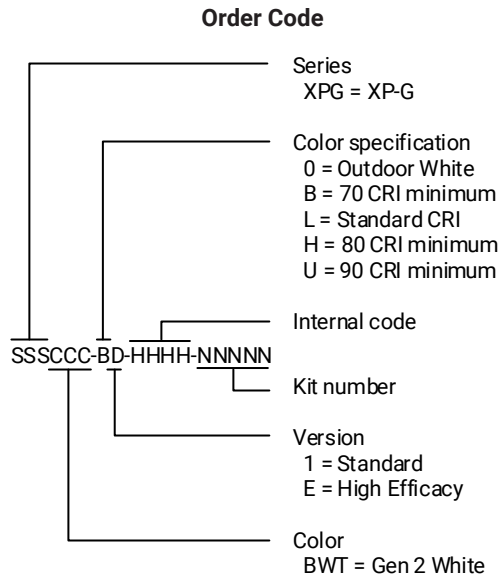 Order Code
Series
XPG = XP-G
Color specification
0 = Outdoor White
B = 70 CRI minimum
L = Standard CRI
H = 80 CRI minimum
U = 90 CRI minimum
Internal code
SSSCCC-BD-HHHH-NNNNN
Kit number
Version
1 = Standard
E = High Efficacy
Color
BWT = Gen 2 White